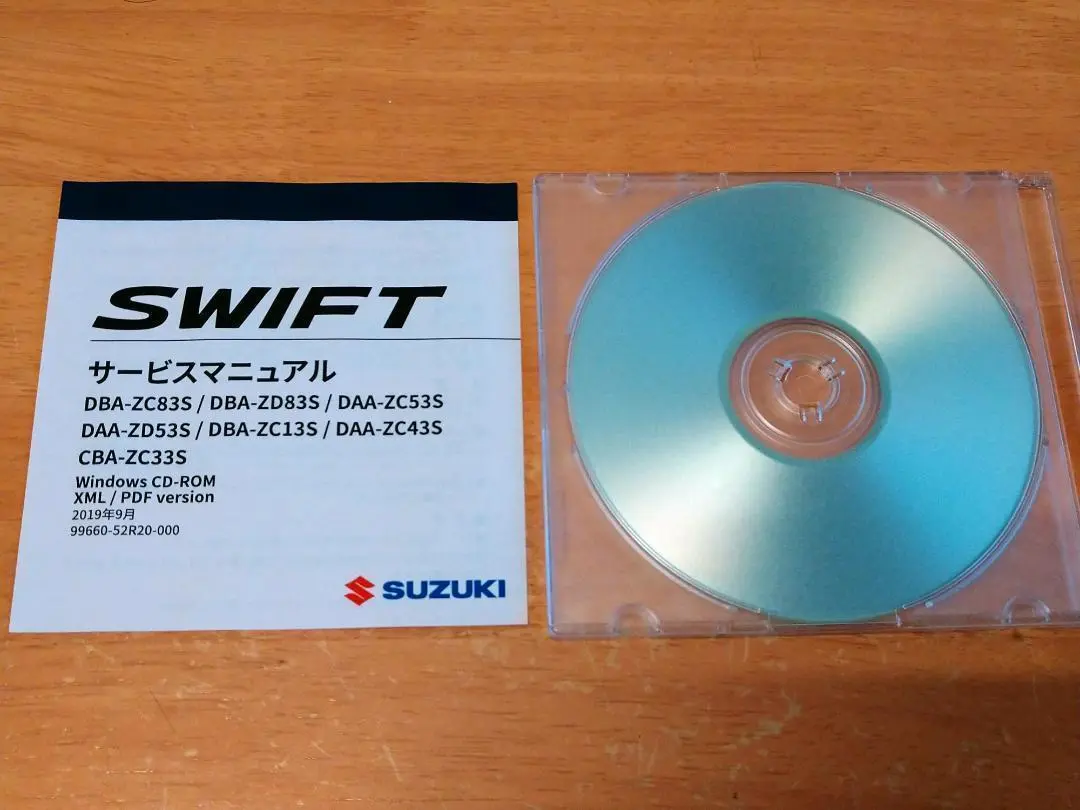 SWIFT
サービスマニュアル
DBA-ZC83S / DBA-ZD83S / DAA-ZC53S
DAA-ZD53S / DBA-ZC13S / DAA-ZC43S
CBA-ZC33S
Windows CD-ROM
XML / PDF version
2019年9月
99660-52R20-000
SUZUKI